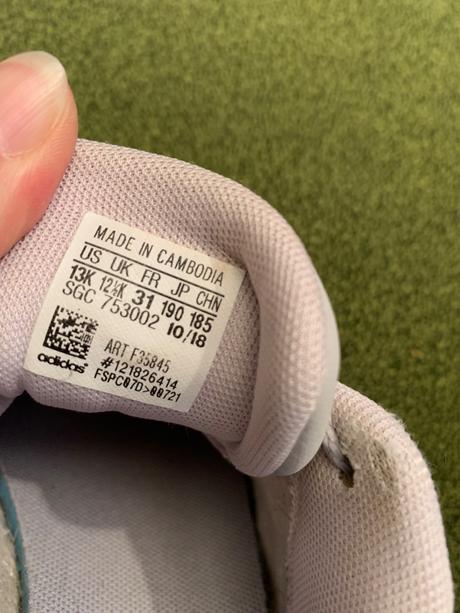 MADE IN CAMBODIA
US UK FR JP CHN
13K 12½K 31 190 185
SGC 753002 10/18
ART F35845
#121826414
adidas FSPC07D>00721